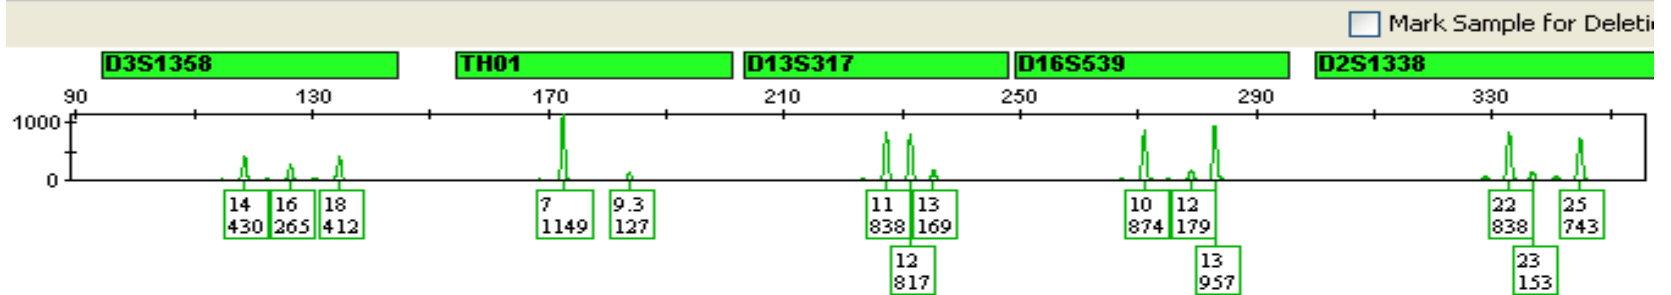 Mark Sample for Deleti
D3S1358 TH01 D13S317 D16S539 D2S1338
90 130 170 210 250 290 330
1000
0
14 16 18 7 9.3 11 13 10 12 22 25
430 265 412 1149 127 838 169 874 179 838 743
12 13 23
817 957 153